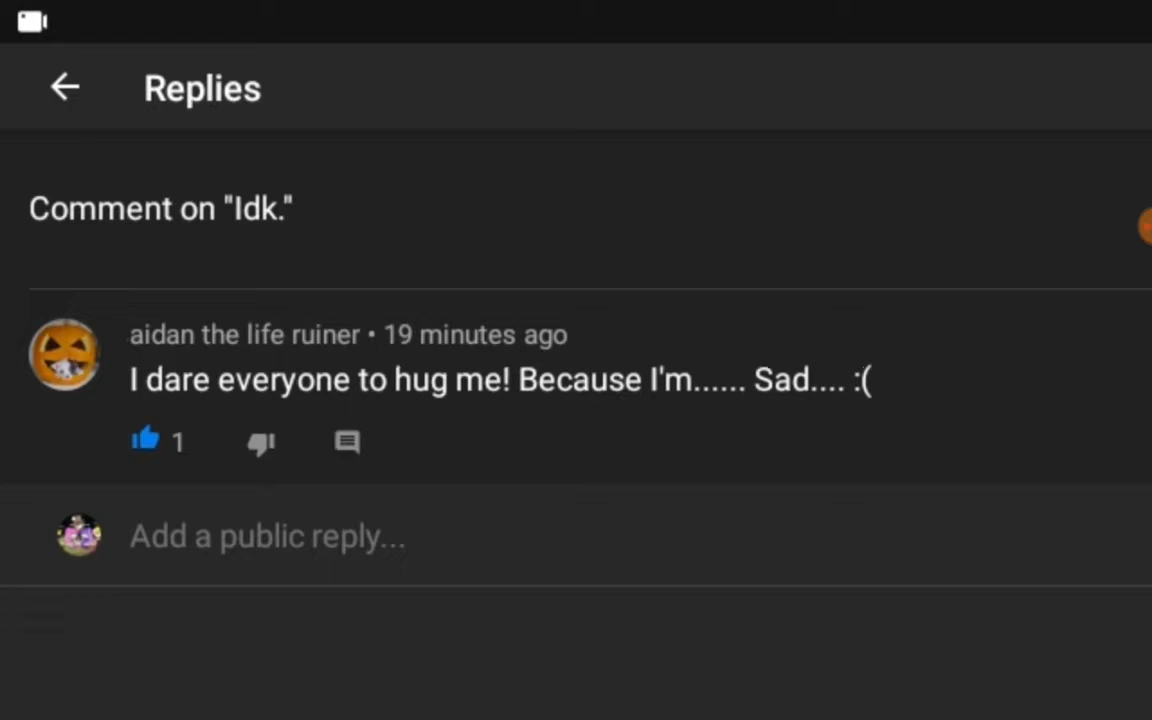 Replies
Comment on "Idk."
aidan the life ruiner • 19 minutes ago
I dare everyone to hug me! Because I'm...... Sad.... :(
1
Add a public reply...